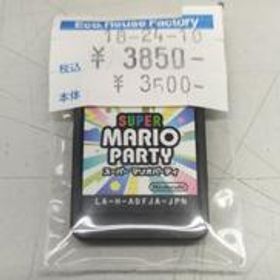 Eco House Factory
18-24-10
税込 ¥ 3850-
本体 ¥ 3500-
SUPER
MARIO
PARTY
スーパー マリオパーティ
Nintendo
LA-H-ADFJA-JPN